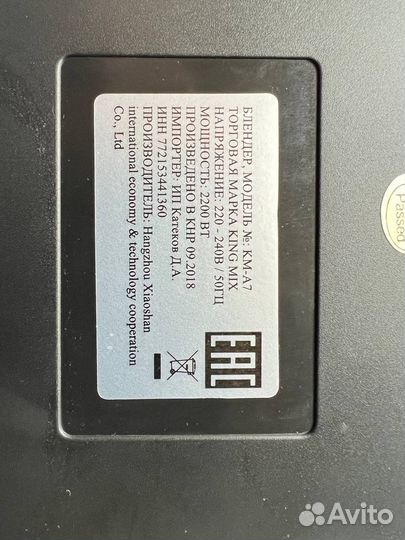 БЛЕНДЕР, МОДЕЛЬ №: KM-A7
ТОРГОВАЯ МАРКА KING MIX
НАПРЯЖЕНИЕ: 220 - 240В / 50ГЦ
МОЩНОСТЬ: 2200 ВТ
ПРОИЗВЕДЕНО В КНР 09.2018
ИМПОРТЕР: ИП Катеков Д.А.
ИНН 772153441360
ПРОИЗВОДИТЕЛЬ: Hangzhou Xiaoshan
international economy & technology cooperation
Co., Ltd
EAC
Passed
Avito